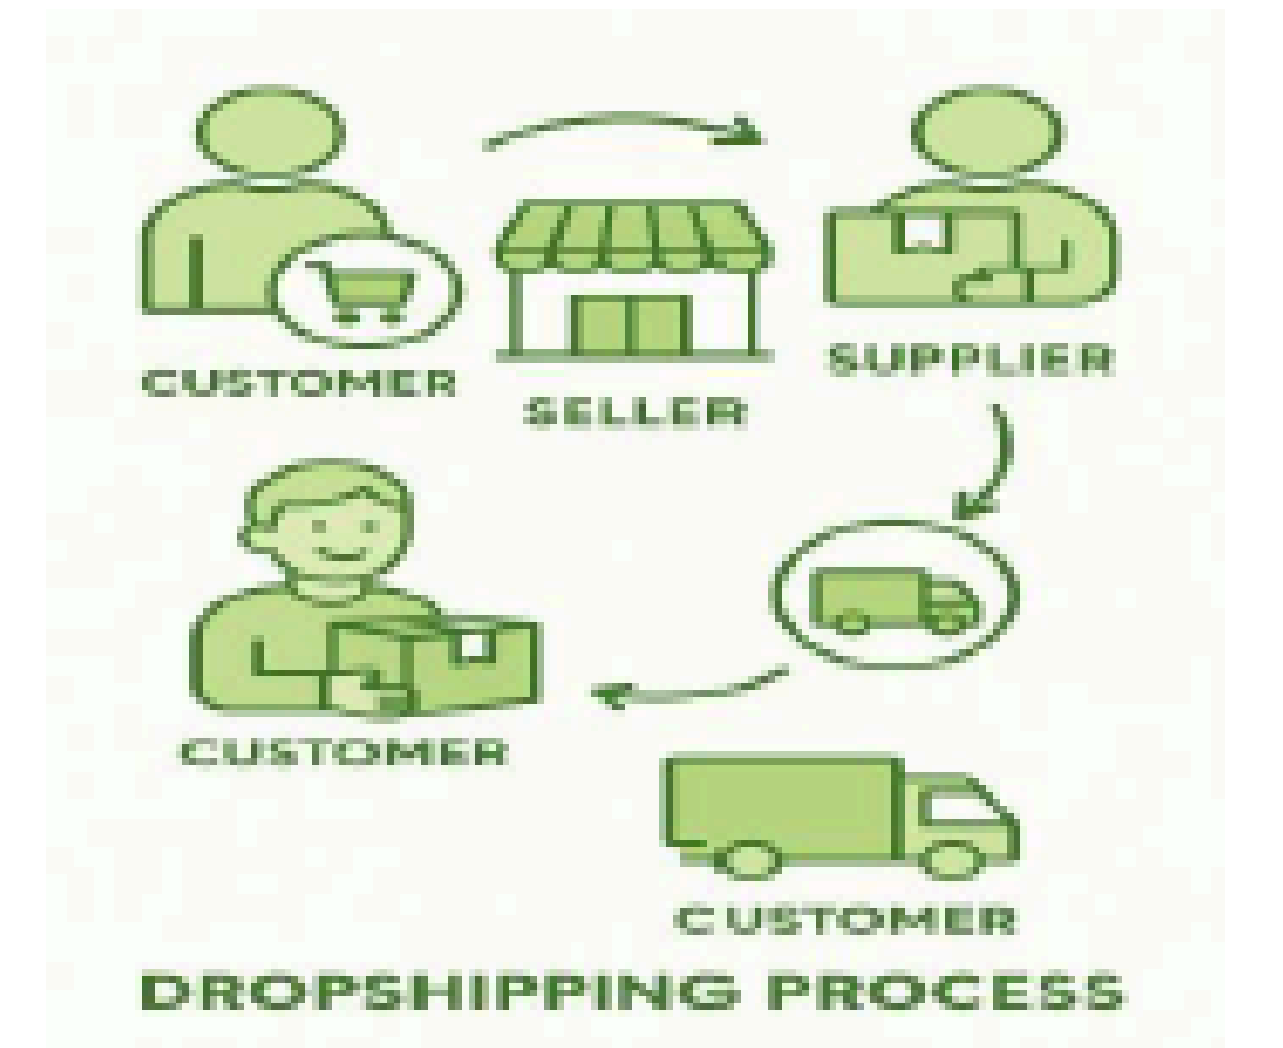 CUSTOMER
SELLER
SUPPLIER
CUSTOMER
CUSTOMER
DROPSHIPPING PROCESS